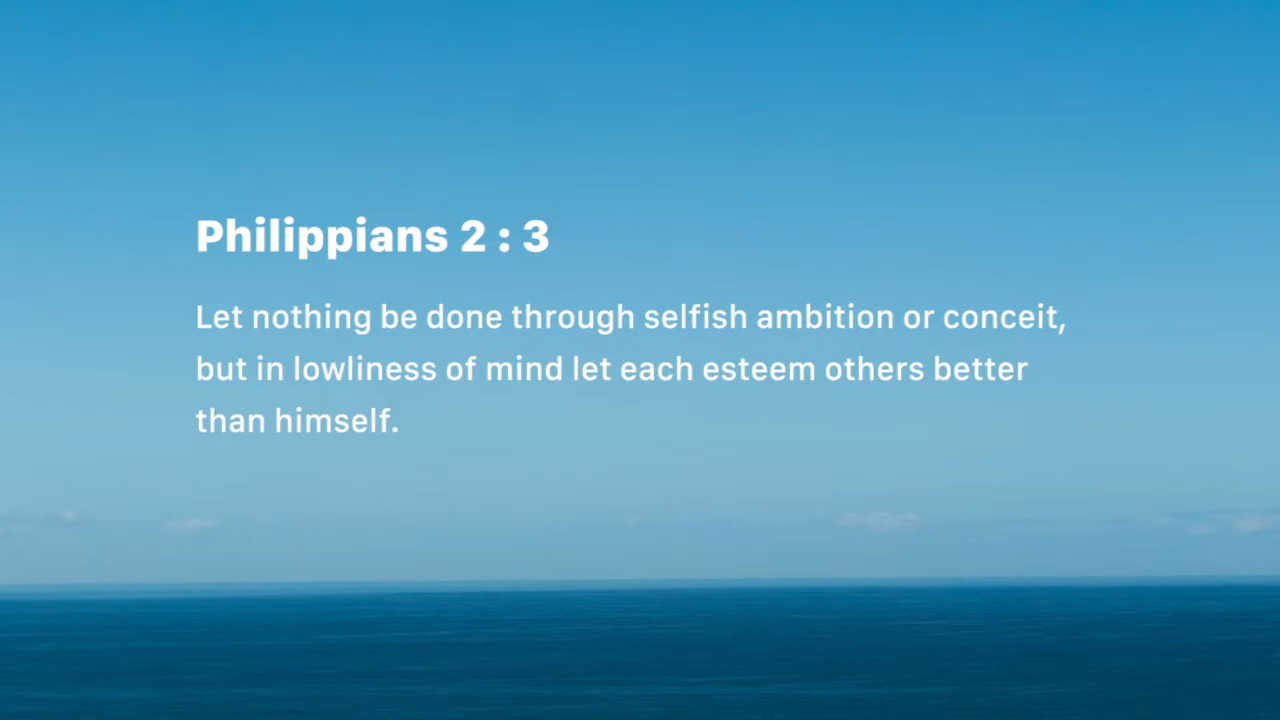 Philippians 2 : 3
Let nothing be done through selfish ambition or conceit,
but in lowliness of mind let each esteem others better
than himself.